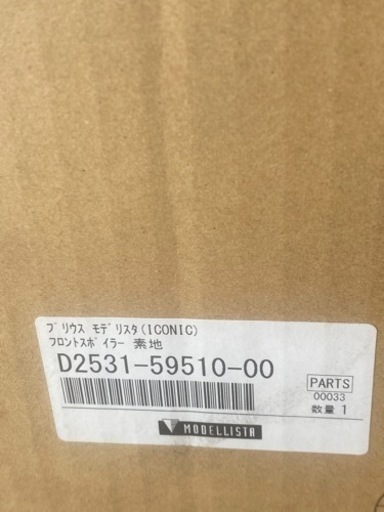 プリウス モデリスタ(ICONIC)
フロントスポイラー 素地
D2531-59510-00
PARTS
00033
数量 1
MODELLISTA